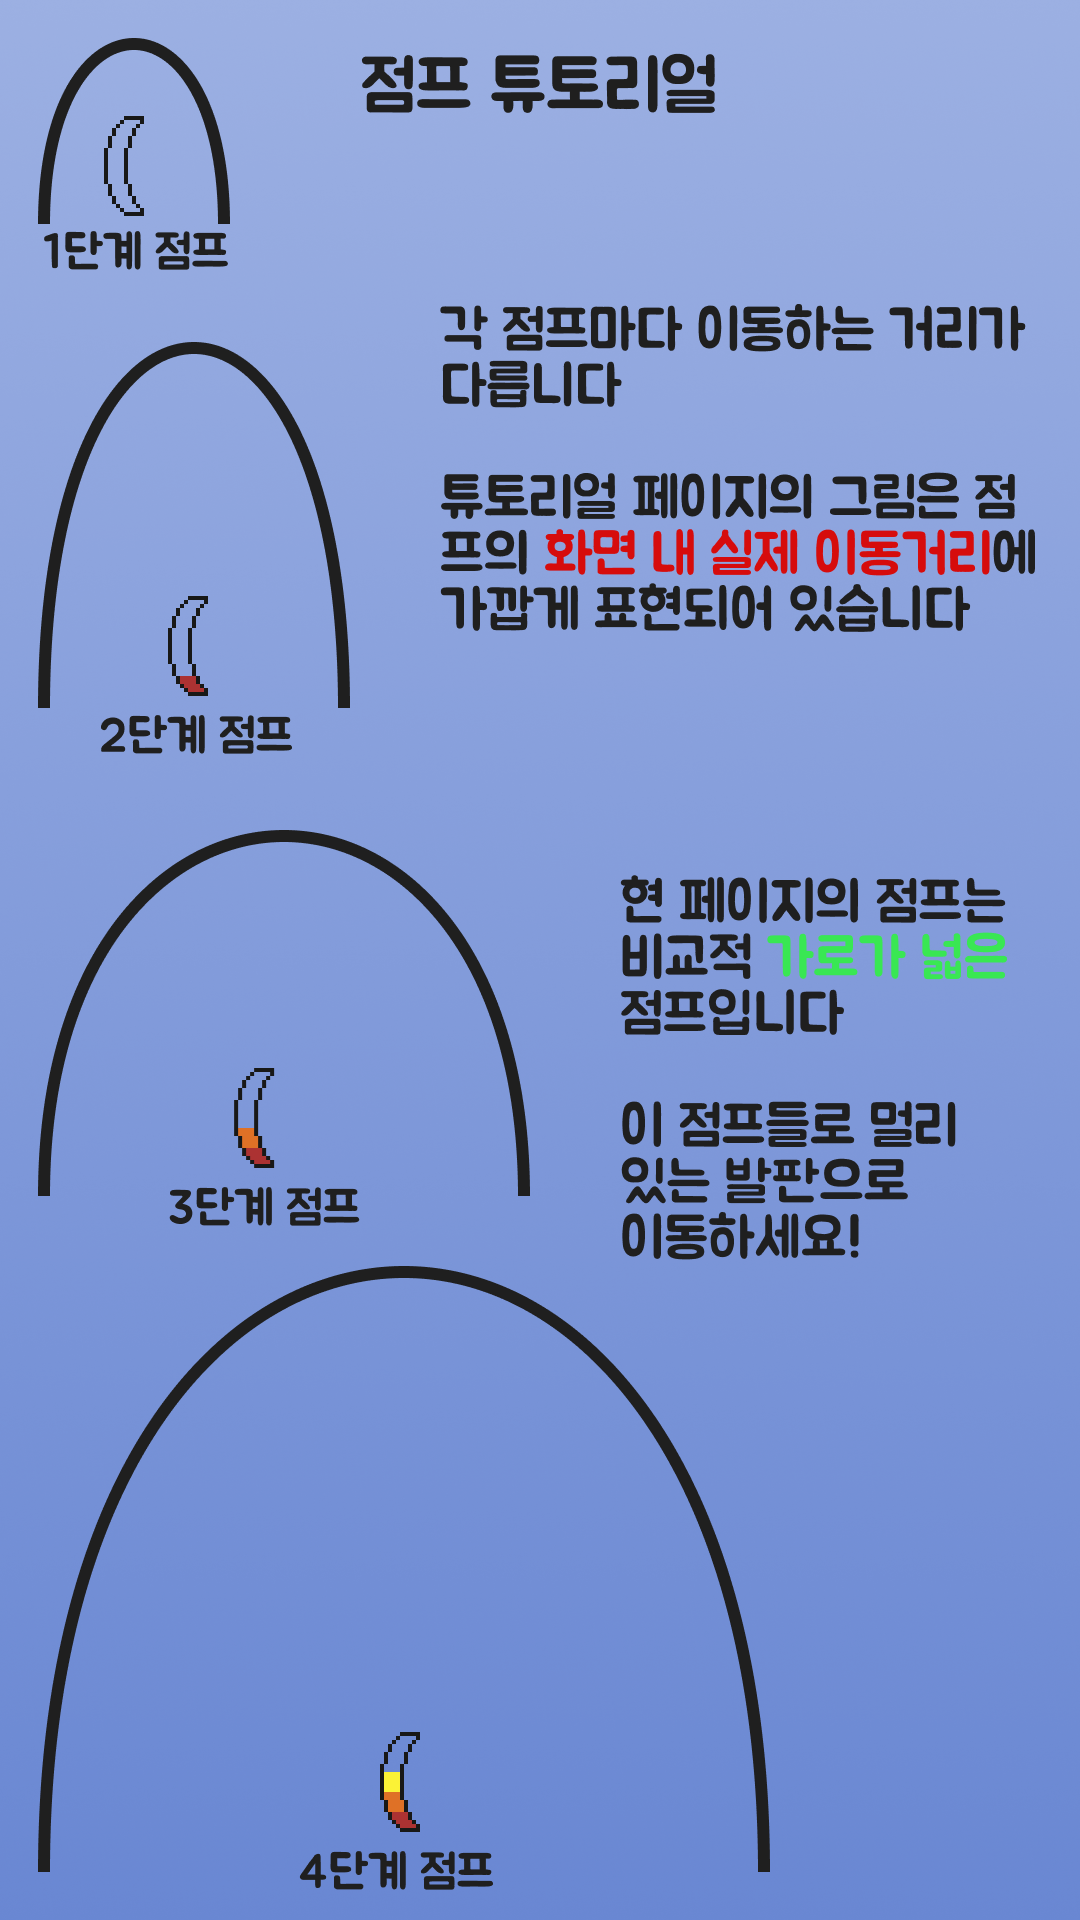 점프 튜토리얼
1단계 점프
각 점프마다 이동하는 거리가
다릅니다
튜토리얼 페이지의 그림은 점
프의 화면 내 실제 이동거리에
가깝게 표현되어 있습니다
2단계 점프
현 페이지의 점프는
비교적 가로가 넓은
점프입니다
이 점프들로 멀리
있는 발판으로
이동하세요!
3단계 점프
4단계 점프